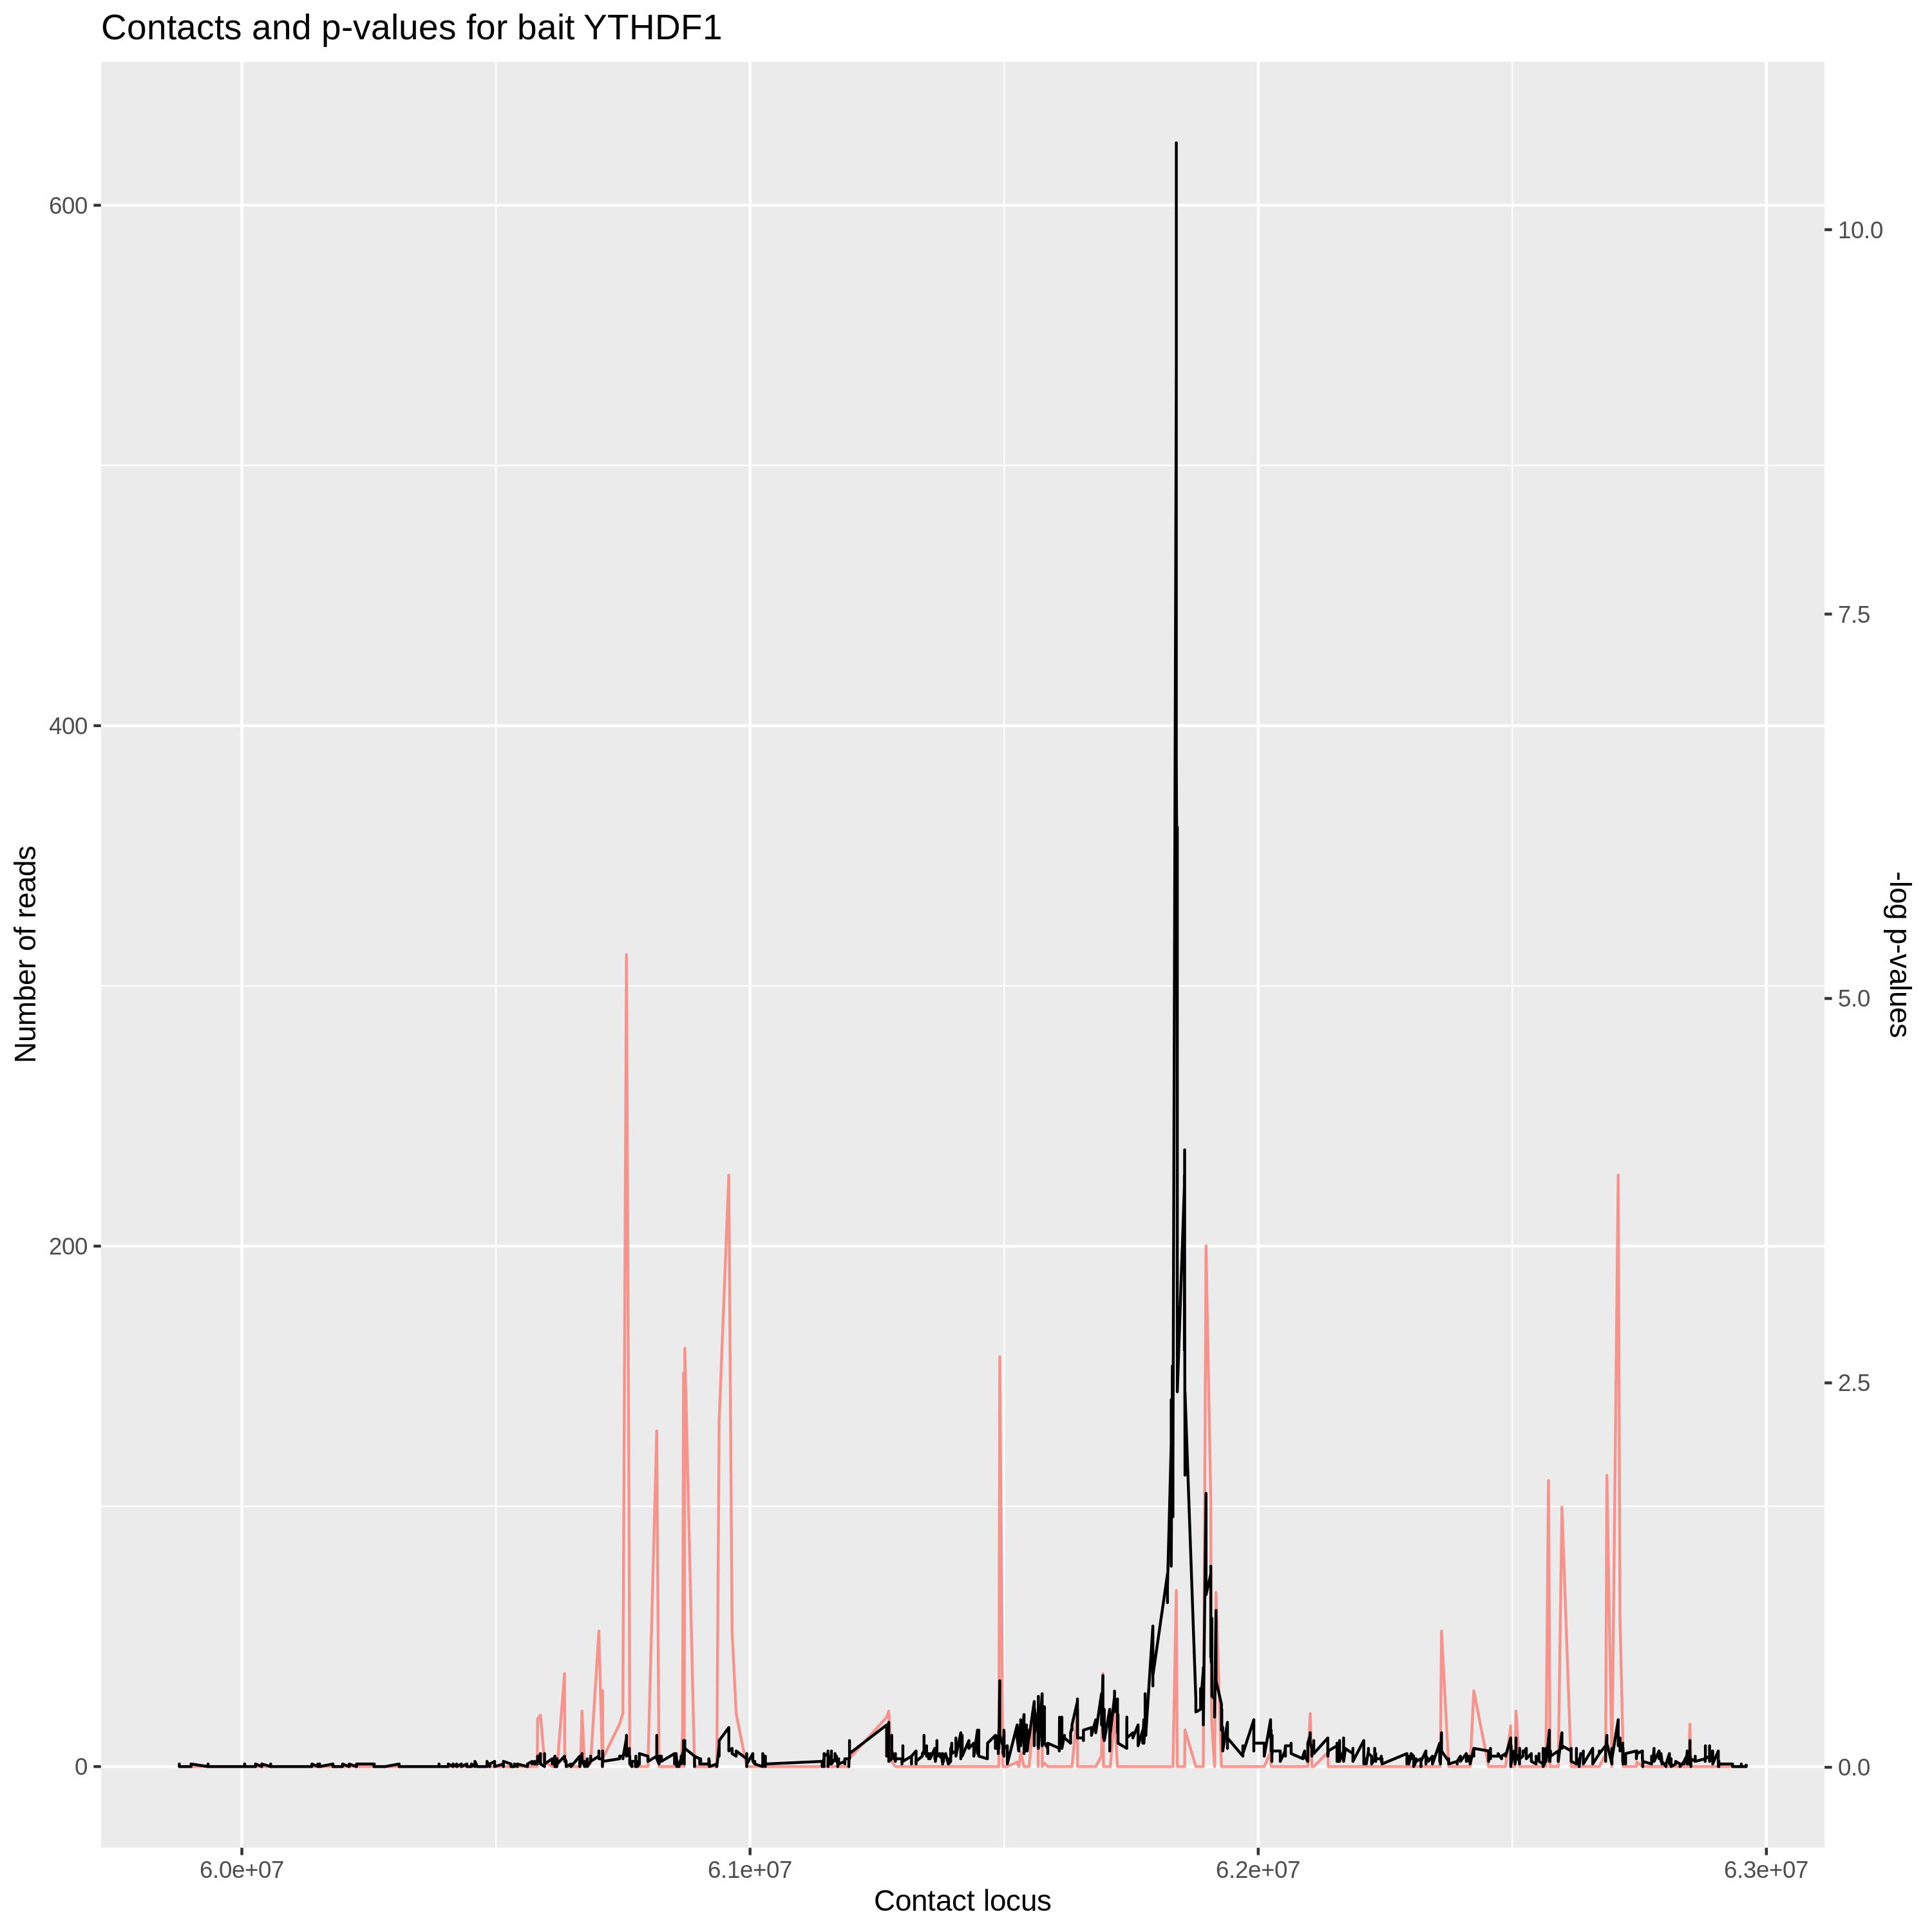 Contacts and p-values for bait YTHDF1
600
400
200
0
Number of reads
10.0
7.5
5.0
2.5
0.0
-log p-values
6.0e+07
6.1e+07
6.2e+07
6.3e+07
Contact locus